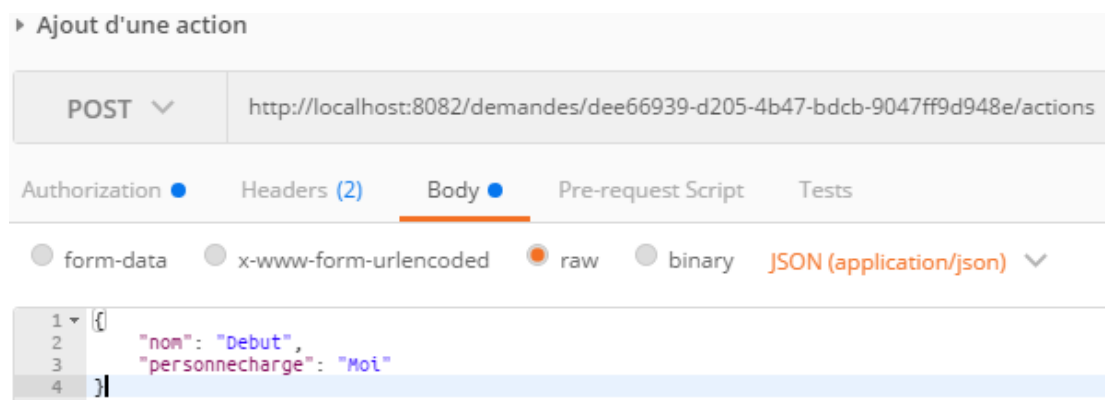 Ajout d'une action
POST http://localhost:8082/demandes/dee66939-d205-4b47-bdcb-9047ff9d948e/actions
Authorization Headers (2) Body Pre-request Script Tests
form-data x-www-form-urlencoded raw binary JSON (application/json)
1 {
2 "nom": "Debut",
3 "personnecharge": "Moi"
4 }